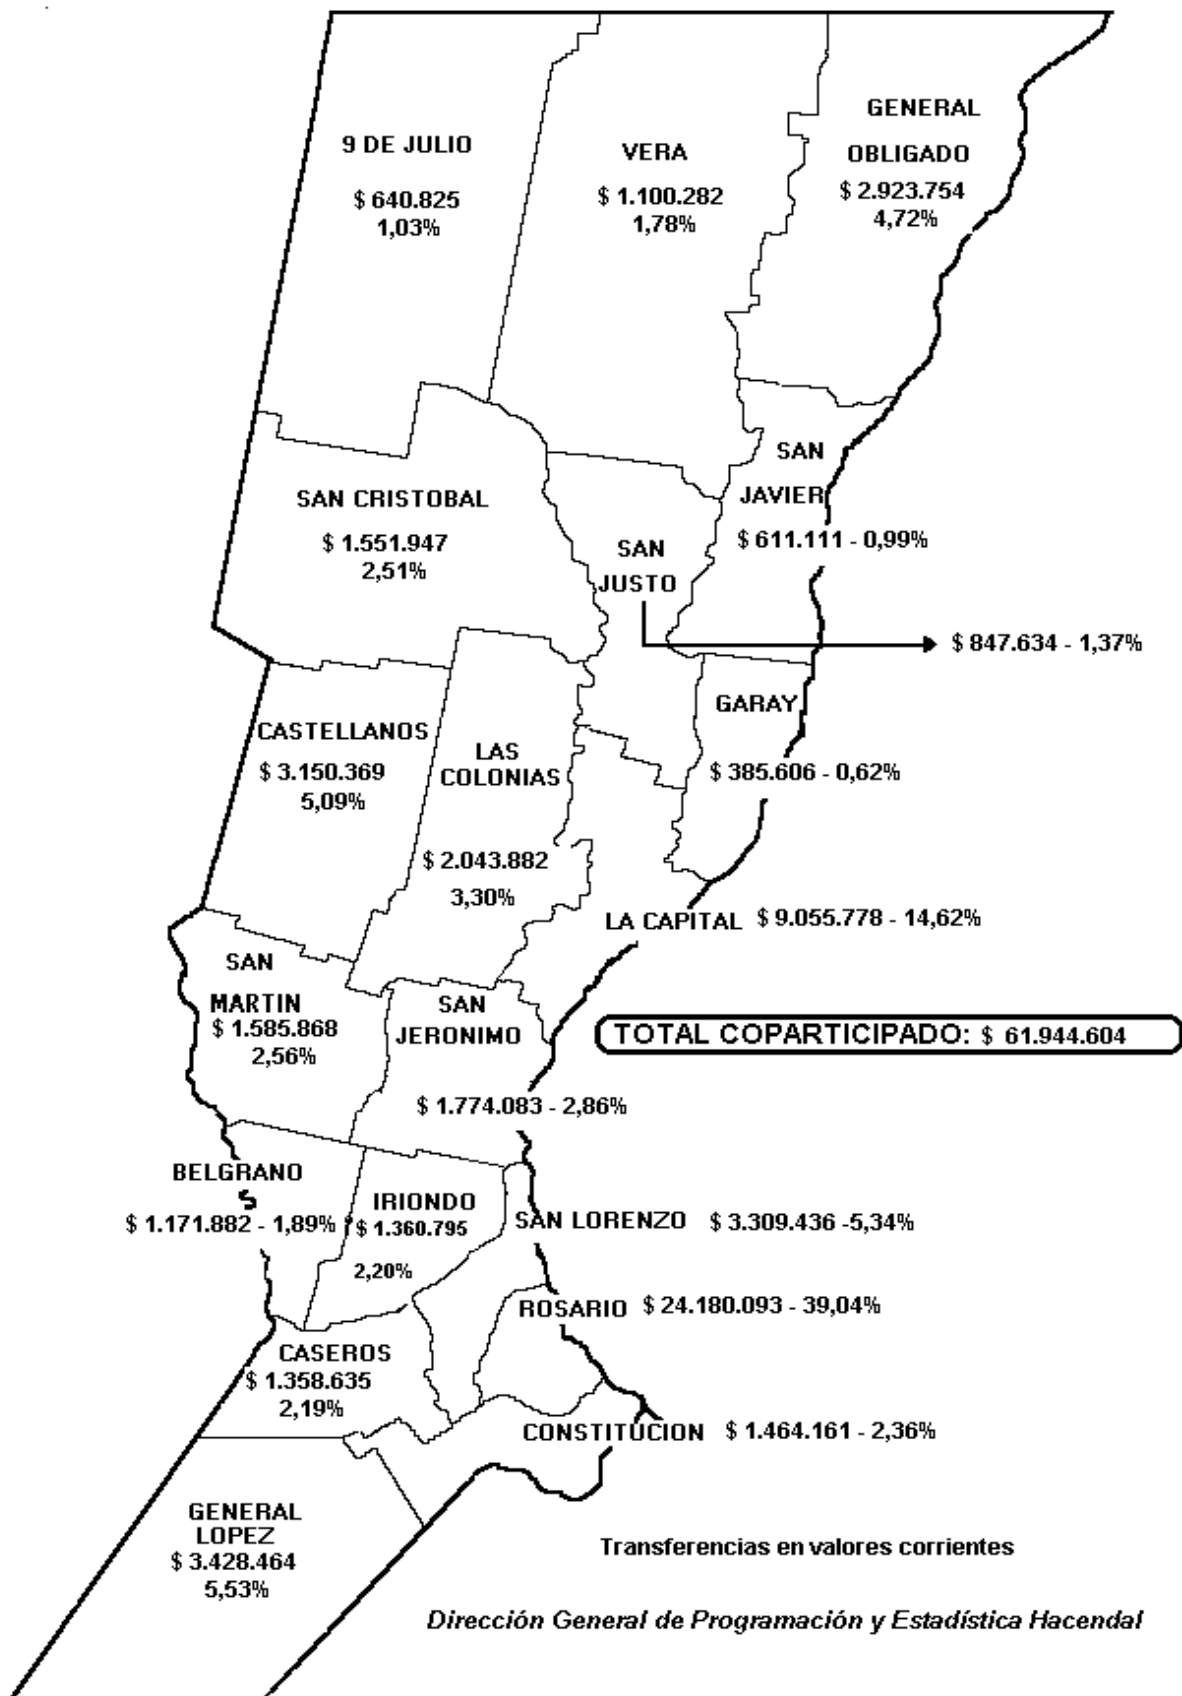 9 DE JULIO
$ 640.825
1,03%
VERA
$ 1.100.282
1,78%
GENERAL
OBLIGADO
$ 2.923.754
4,72%
SAN CRISTOBAL
$ 1.551.947
2,51%
SAN
JAVIER
$ 611.111 - 0,99%
SAN
JUSTO
$ 847.634 - 1,37%
GARAY
$ 385.606 - 0,62%
CASTELLANOS
$ 3.150.369
5,09%
LAS
COLONIAS
$ 2.043.882
3,30%
LA CAPITAL $ 9.055.778 - 14,62%
SAN
MARTIN
$ 1.585.868
2,56%
SAN
JERONIMO
$ 1.774.083 - 2,86%
TOTAL COPARTICIPADO: $ 61.944.604
BELGRANO
$ 1.171.882 - 1,89%
IRIONDO
$ 1.360.795
2,20%
SAN LORENZO $ 3.309.436 -5,34%
ROSARIO $ 24.180.093 - 39,04%
CASEROS
$ 1.358.635
2,19%
CONSTITUCION $ 1.464.161 - 2,36%
GENERAL
LOPEZ
$ 3.428.464
5,53%
Transferencias en valores corrientes
Dirección General de Programación y Estadística Hacendal